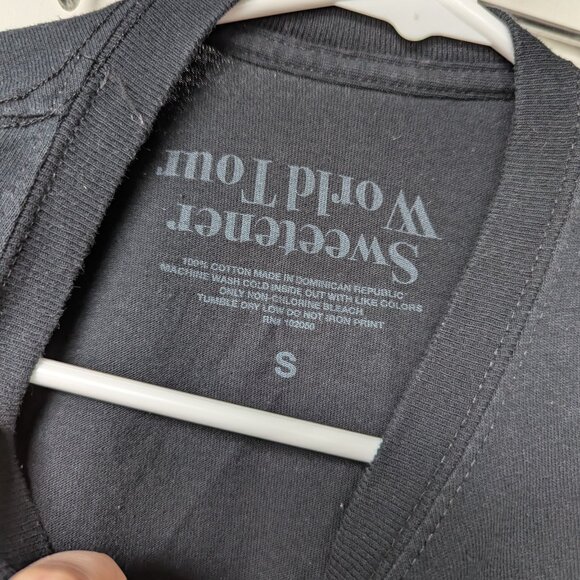 Sweetener
World Tour
100% COTTON MADE IN DOMINICAN REPUBLIC
MACHINE WASH COLD INSIDE OUT WITH LIKE COLORS
ONLY NON-CHLORINE BLEACH
TUMBLE DRY LOW DO NOT IRON PRINT
RN# 102050
S